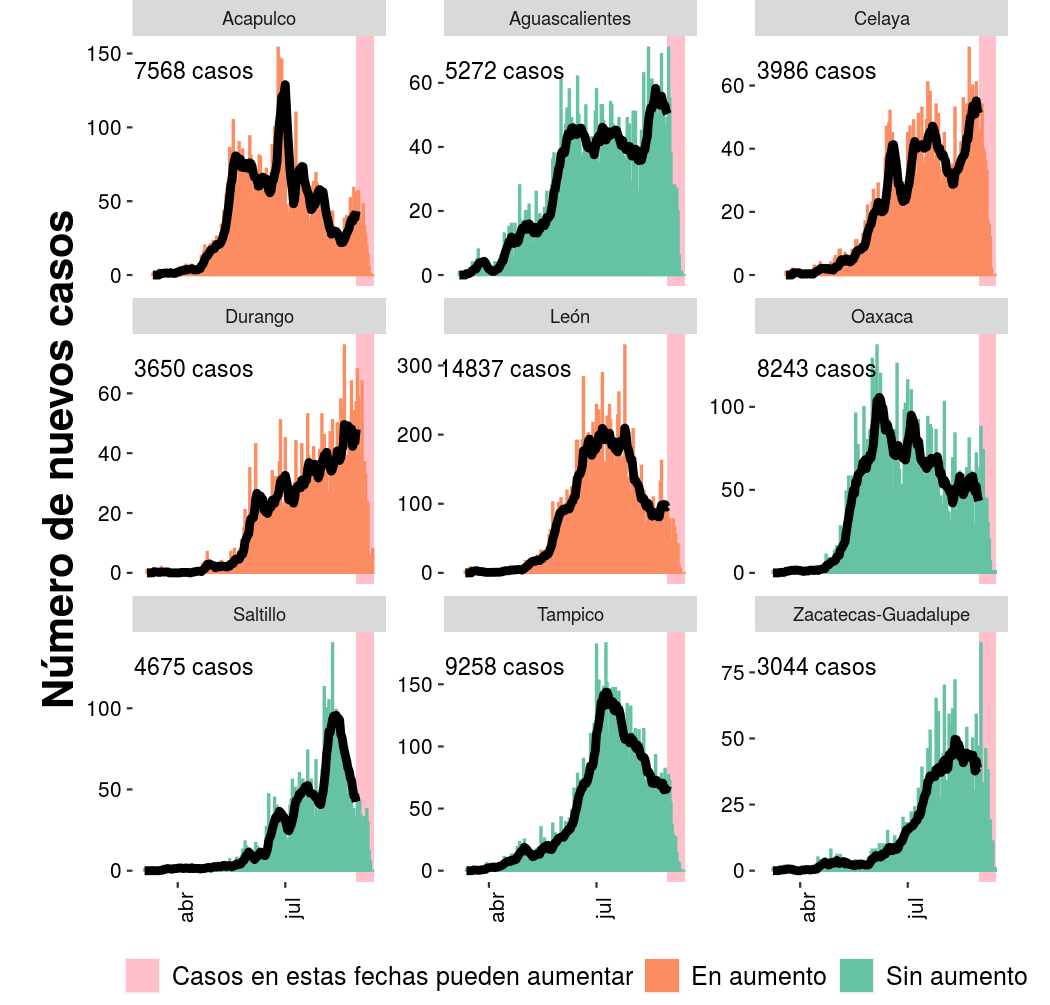 Número de nuevos casos
Acapulco
Aguascalientes
Celaya
150
100
50
0
7568 casos
60
40
20
0
5272 casos
60
40
20
0
3986 casos
Durango
León
Oaxaca
60
40
20
0
3650 casos
300
200
100
0
14837 casos
100
50
0
8243 casos
Saltillo
Tampico
Zacatecas-Guadalupe
100
50
0
4675 casos
150
100
50
0
9258 casos
75
50
25
0
3044 casos
abr
jul
abr
jul
abr
jul
Casos en estas fechas pueden aumentar
En aumento
Sin aumento